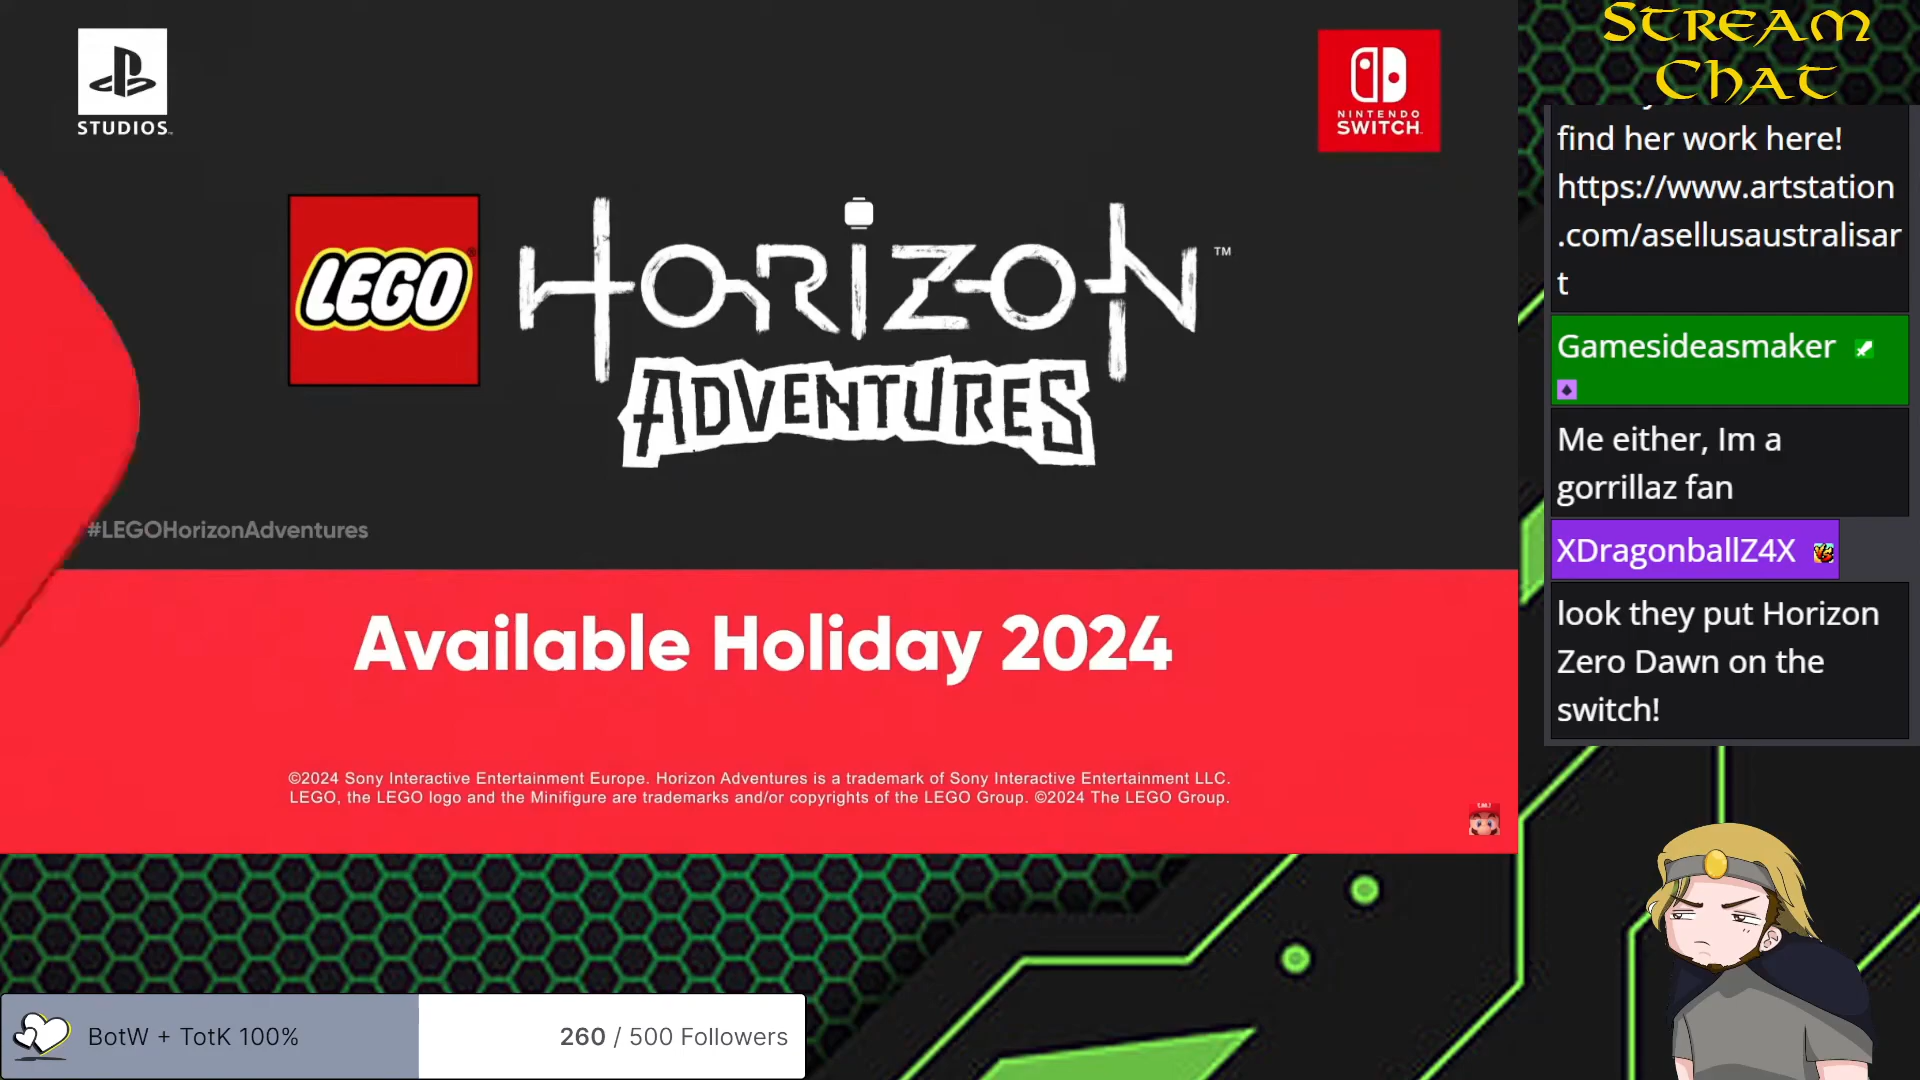 STUDIOS™
NINTENDO
SWITCH™
LEGO®
HORIZON™
ADVENTURES
#LEGOHorizonAdventures
Available Holiday 2024
©2024 Sony Interactive Entertainment Europe. Horizon Adventures is a trademark of Sony Interactive Entertainment LLC.
LEGO, the LEGO logo and the Minifigure are trademarks and/or copyrights of the LEGO Group. ©2024 The LEGO Group.
STREAM
CHAT
find her work here!
https://www.artstation
.com/asellusaustralisar
t
Gamesideasmaker
Me either, Im a
gorrillaz fan
XDragonballZ4X
look they put Horizon
Zero Dawn on the
switch!
BotW + TotK 100%
260 / 500 Followers